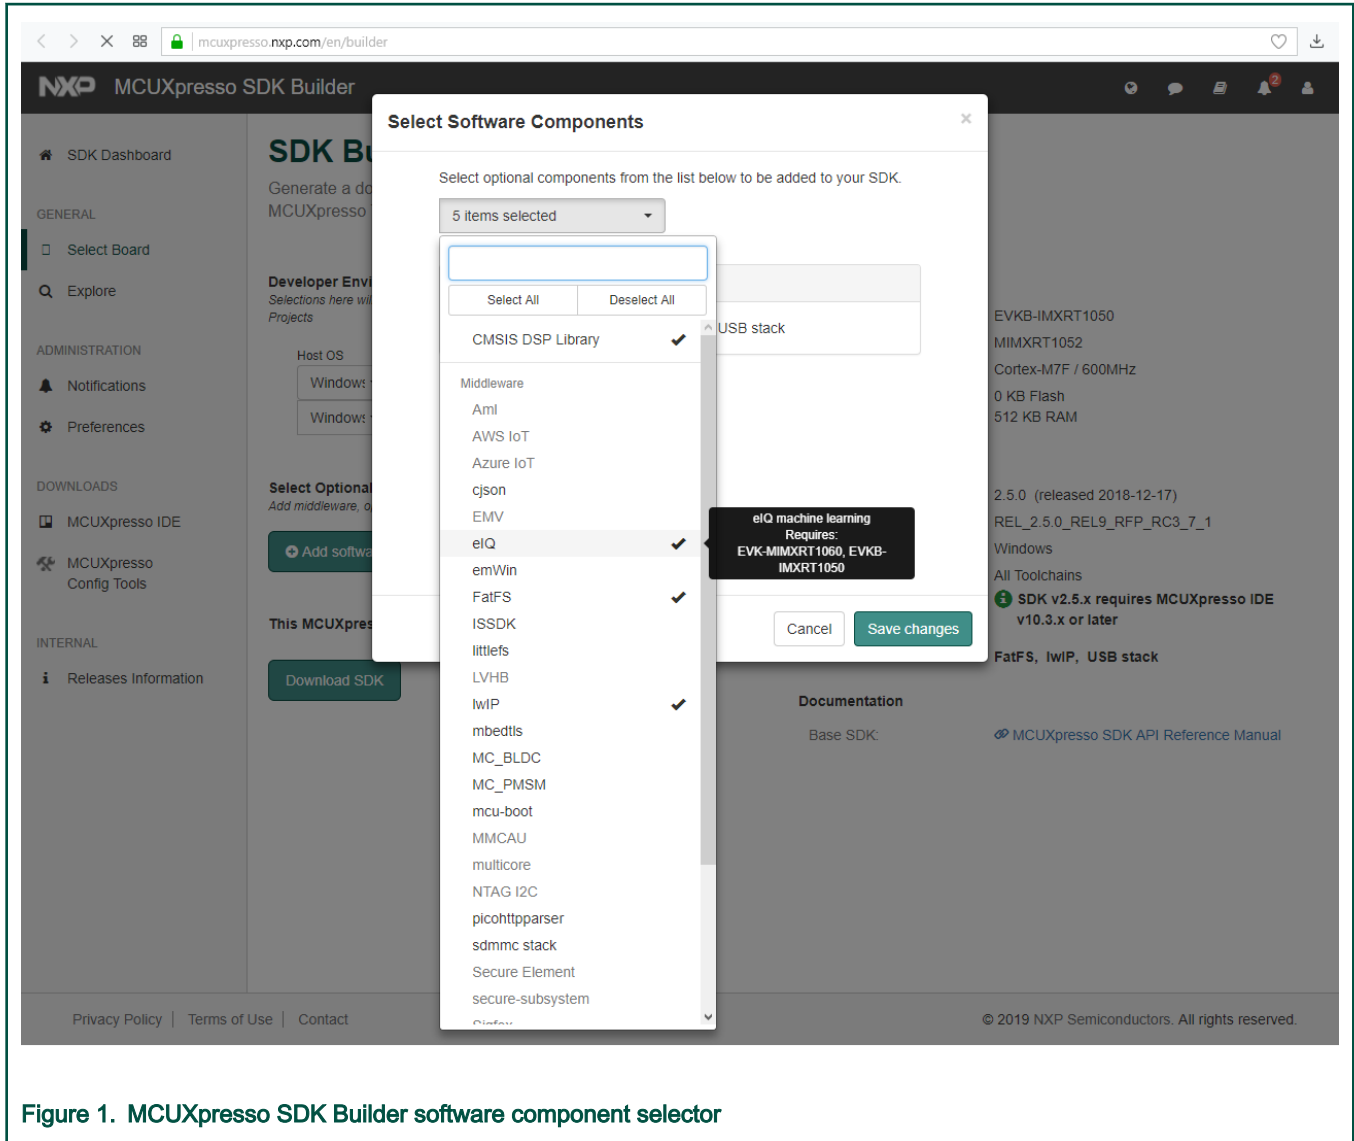 mcuxpresso.nxp.com/en/builder
NXP MCUXpresso SDK Builder
2
SDK Dashboard
GENERAL
Select Board
Explore
ADMINISTRATION
Notifications
Preferences
DOWNLOADS
MCUXpresso IDE
MCUXpresso
Config Tools
INTERNAL
Releases Information
SDK Bu
Generate a do
MCUXpresso
Developer Envi
Selections here wil
Projects
Host OS
Windows
Windows
Select Optional
Add middleware, o
Add softwa
This MCUXpres
Download SDK
Select Software Components
×
Select optional components from the list below to be added to your SDK.
5 items selected
Select All Deselect All
CMSIS DSP Library
Middleware
Aml
AWS IoT
Azure IoT
cjson
EMV
eIQ
emWin
FatFS
ISSDK
littlefs
LVHB
lwIP
mbedtls
MC_BLDC
MC_PMSM
mcu-boot
MMCAU
multicore
NTAG I2C
picohttpparser
sdmmc stack
Secure Element
secure-subsystem
Sigfox
USB stack
eIQ machine learning
Requires:
EVK-MIMXRT1060, EVKB-
IMXRT1050
Cancel Save changes
EVKB-IMXRT1050
MIMXRT1052
Cortex-M7F / 600MHz
0 KB Flash
512 KB RAM
2.5.0 (released 2018-12-17)
REL_2.5.0_REL9_RFP_RC3_7_1
Windows
All Toolchains
SDK v2.5.x requires MCUXpresso IDE
v10.3.x or later
FatFS, lwIP, USB stack
Documentation
Base SDK: MCUXpresso SDK API Reference Manual
Privacy Policy | Terms of Use | Contact
© 2019 NXP Semiconductors. All rights reserved.
Figure 1. MCUXpresso SDK Builder software component selector